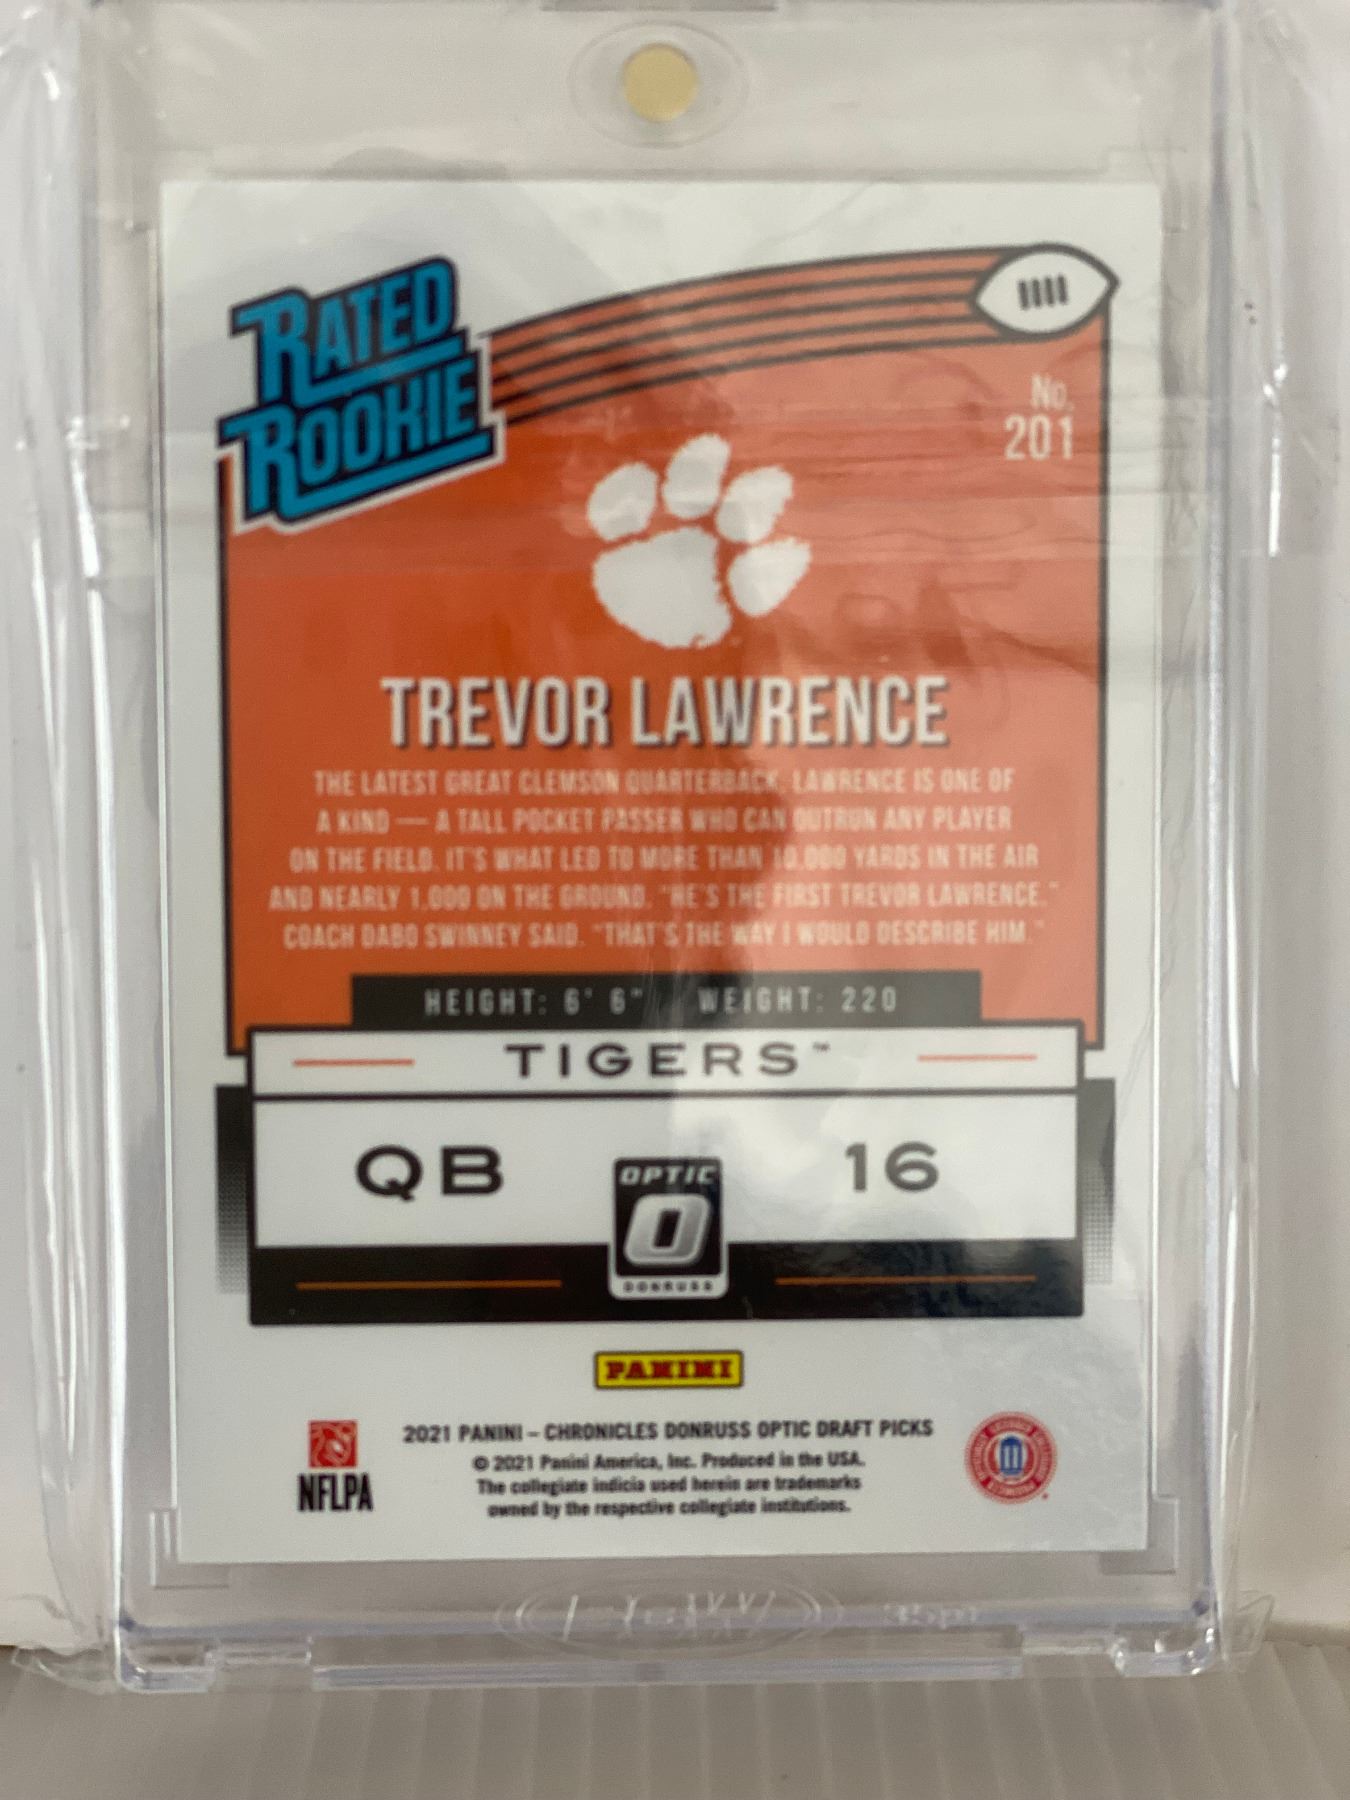 RATED
ROOKIE
No.
201
TREVOR LAWRENCE
THE LATEST GREAT CLEMSON QUARTERBACK, LAWRENCE IS ONE OF
A KIND — A TALL POCKET PASSER WHO CAN OUTRUN ANY PLAYER
ON THE FIELD. IT'S WHAT LED TO MORE THAN 10,000 YARDS IN THE AIR
AND NEARLY 1,000 ON THE GROUND. "HE'S THE FIRST TREVOR LAWRENCE,"
COACH DABO SWINNEY SAID. "THAT'S THE WAY I WOULD DESCRIBE HIM."
HEIGHT: 6' 6" WEIGHT: 220
TIGERS™
QB 16
OPTIC
O
DONRUSS
PANINI
NFLPA
2021 PANINI – CHRONICLES DONRUSS OPTIC DRAFT PICKS
© 2021 Panini America, Inc. Produced in the USA.
The collegiate indicia used herein are trademarks
owned by the respective collegiate institutions.